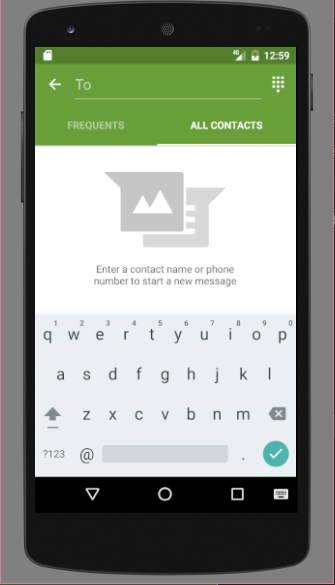 4G 12:59
To
FREQUENTS ALL CONTACTS
Enter a contact name or phone
number to start a new message
1 2 3 4 5 6 7 8 9 0
q w e r t y u i o p
a s d f g h j k l
z x c v b n m
?123 @ .